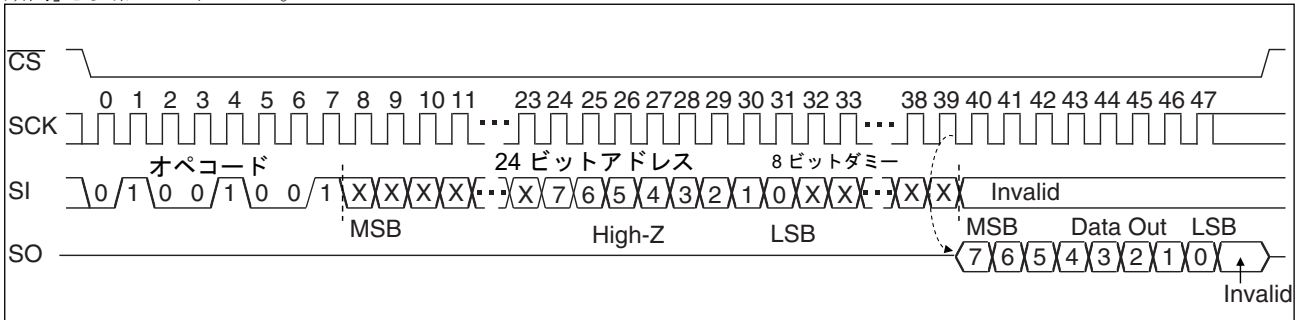 CS
0 1 2 3 4 5 6 7 8 9 10 11 23 24 25 26 27 28 29 30 31 32 33 38 39 40 41 42 43 44 45 46 47
SCK
オペコード 24 ビットアドレス 8 ビットダミー
SI 0 1 0 0 1 0 0 1 X X X X X 7 6 5 4 3 2 1 0 X X X X Invalid
MSB High-Z LSB MSB Data Out LSB
SO 7 6 5 4 3 2 1 0
Invalid